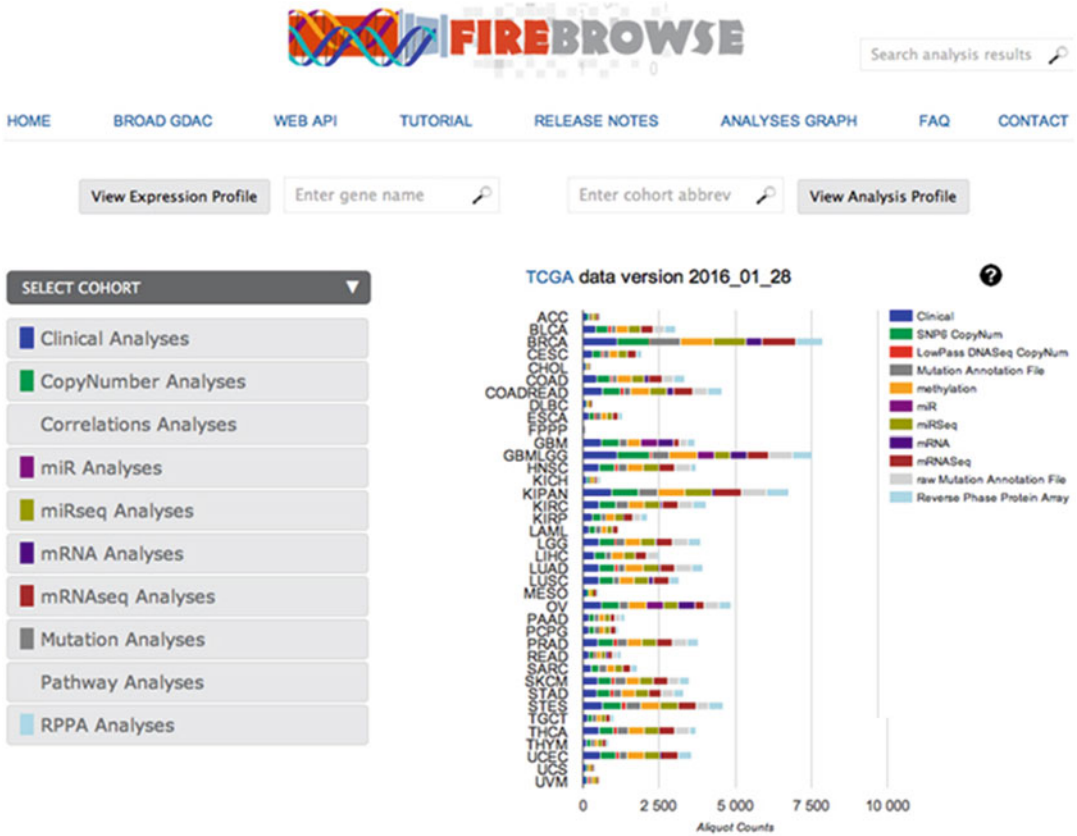 FIREBROWSE
Search analysis results
HOME BROAD GDAC WEB API TUTORIAL RELEASE NOTES ANALYSES GRAPH FAQ CONTACT
View Expression Profile Enter gene name Enter cohort abbrev View Analysis Profile
SELECT COHORT
Clinical Analyses
CopyNumber Analyses
Correlations Analyses
miR Analyses
miRseq Analyses
mRNA Analyses
mRNAseq Analyses
Mutation Analyses
Pathway Analyses
RPPA Analyses
TCGA data version 2016_01_28
?
ACC
BLCA
BRCA
CESC
CHOL
COAD
COADREAD
DLBC
ESCA
FPPP
GBM
GBMLGG
HNSC
KICH
KIPAN
KIRC
KIRP
LAML
LGG
LIHC
LUAD
LUSC
MESO
OV
PAAD
PCPG
PRAD
READ
SARC
SKCM
STAD
STES
TGCT
THCA
THYM
UCEC
UCS
UVM
0 2 500 5 000 7 500 10 000
Aliquot Counts
Clinical
SNP6 CopyNum
LowPass DNASeq CopyNum
Mutation Annotation File
methylation
miR
miRSeq
mRNA
mRNASeq
raw Mutation Annotation File
Reverse Phase Protein Array